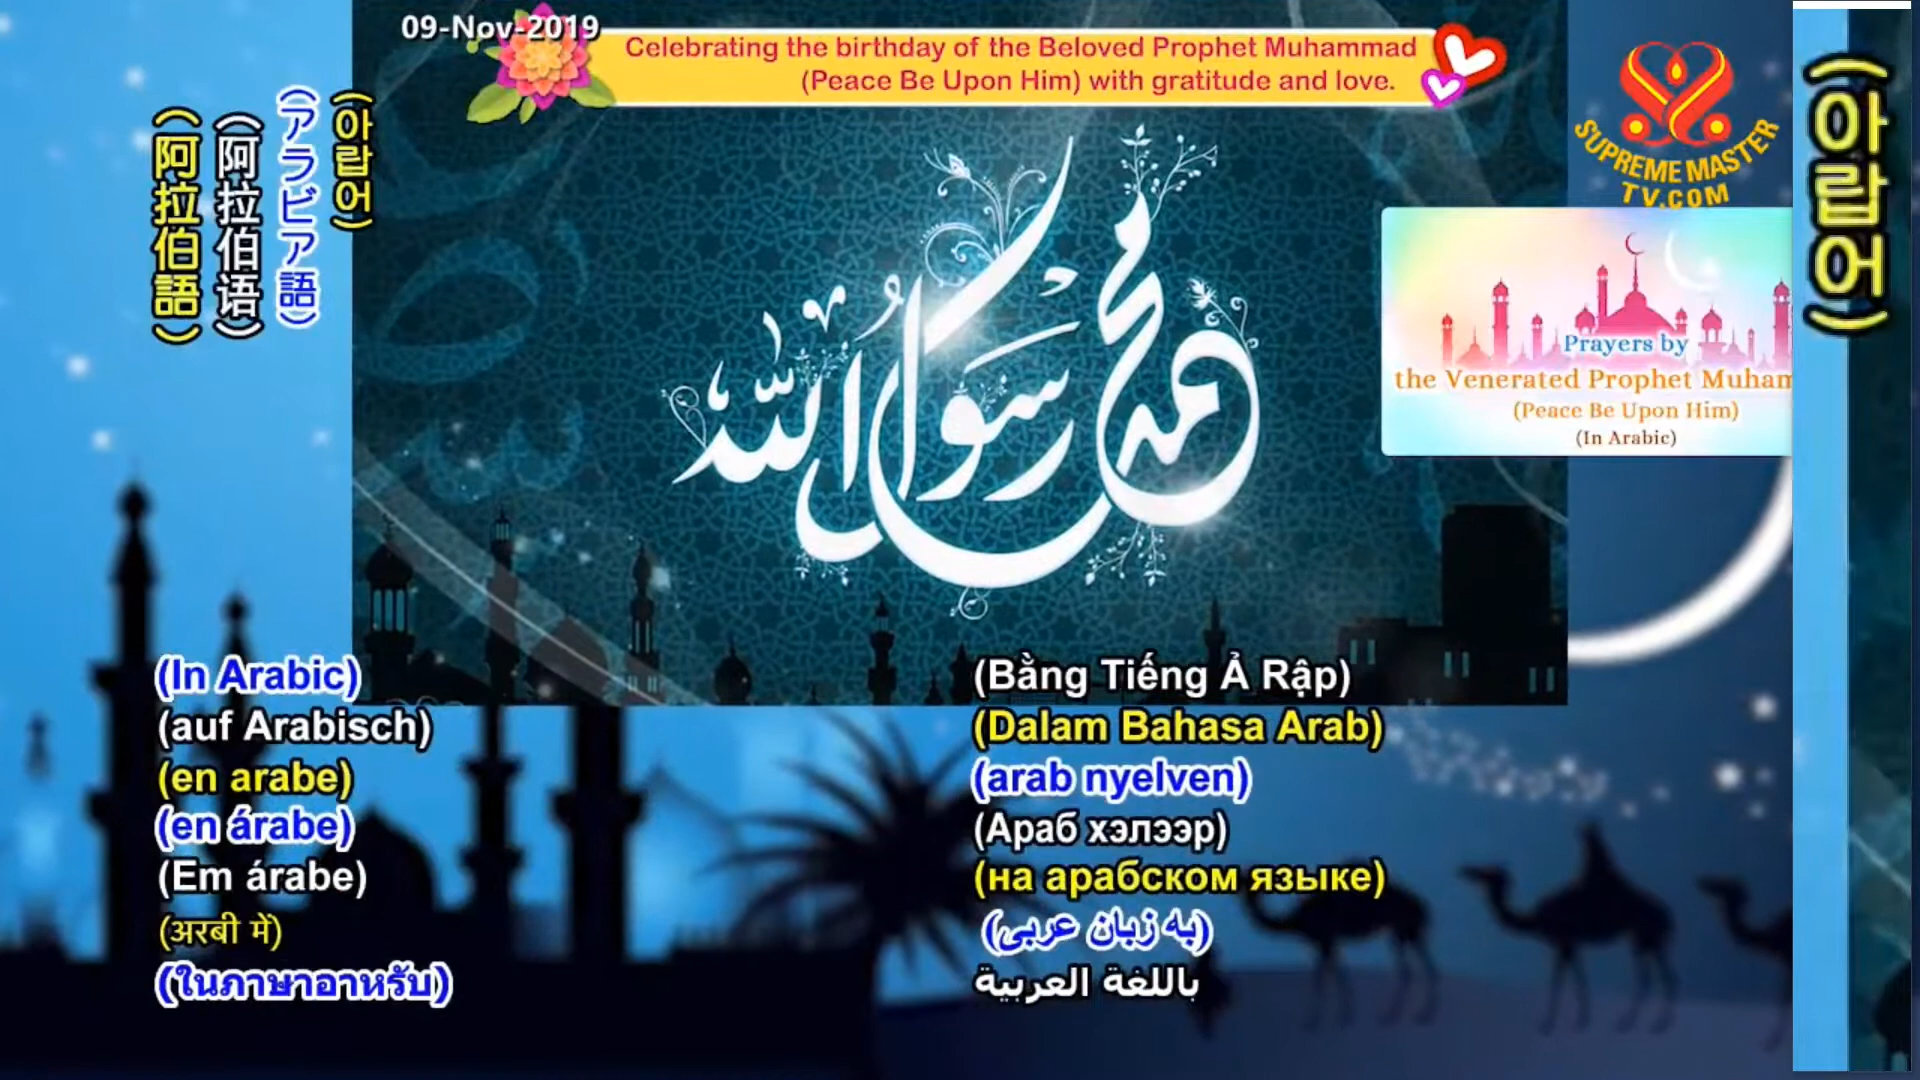 09-Nov-2019
Celebrating the birthday of the Beloved Prophet Muhammad
(Peace Be Upon Him) with gratitude and love.
SUPREME MASTER
TV.COM
(아랍어)
(アラビア語)
(阿拉伯语)
(阿拉伯語)
محمد رسول الله
Prayers by
the Venerated Prophet Muham
(Peace Be Upon Him)
(In Arabic)
(아랍어)
(In Arabic)
(auf Arabisch)
(en arabe)
(en árabe)
(Em árabe)
(अरबी में)
(ในภาษาอาหรับ)
(Bằng Tiếng Ả Rập)
(Dalam Bahasa Arab)
(arab nyelven)
(Араб хэлээр)
(на арабском языке)
(به زبان عربی)
باللغة العربية